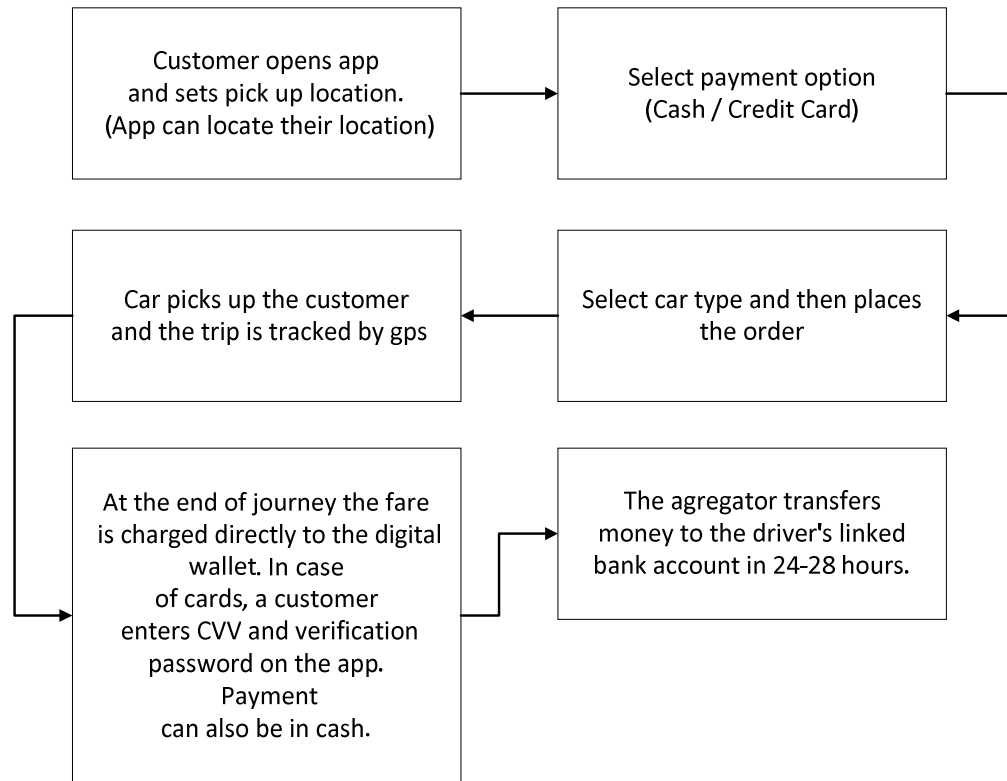 Customer opens app
and sets pick up location.
(App can locate their location)
Select payment option
(Cash / Credit Card)
Select car type and then places
the order
Car picks up the customer
and the trip is tracked by gps
At the end of journey the fare
is charged directly to the digital
wallet. In case
of cards, a customer
enters CVV and verification
password on the app.
Payment
can also be in cash.
The agregator transfers
money to the driver's linked
bank account in 24-28 hours.